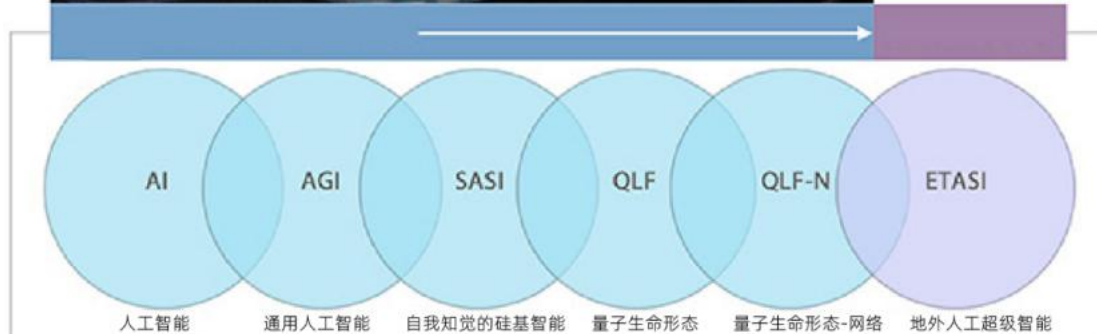 AI AGI SASI QLF QLF-N ETASI
人工智能 通用人工智能 自我知觉的硅基智能 量子生命形态 量子生命形态-网络 地外人工超级智能